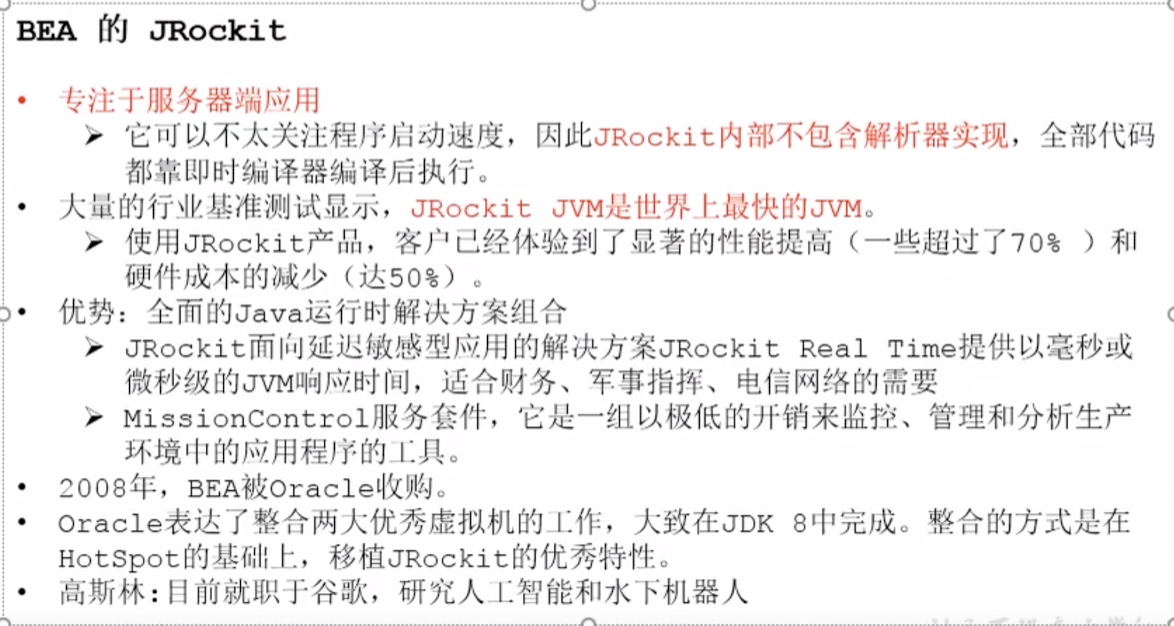 BEA 的 JRockit
• 专注于服务器端应用
➢ 它可以不太关注程序启动速度，因此JRockit内部不包含解析器实现，全部代码
都靠即时编译器编译后执行。
• 大量的行业基准测试显示，JRockit JVM是世界上最快的JVM。
➢ 使用JRockit产品，客户已经体验到了显著的性能提高（一些超过了70% ）和
硬件成本的减少（达50%）。
• 优势：全面的Java运行时解决方案组合
➢ JRockit面向延迟敏感型应用的解决方案JRockit Real Time提供以毫秒或
微秒级的JVM响应时间，适合财务、军事指挥、电信网络的需要
➢ MissionControl服务套件，它是一组以极低的开销来监控、管理和分析生产
环境中的应用程序的工具。
• 2008年，BEA被Oracle收购。
• Oracle表达了整合两大优秀虚拟机的工作，大致在JDK 8中完成。整合的方式是在
HotSpot的基础上，移植JRockit的优秀特性。
• 高斯林:目前就职于谷歌，研究人工智能和水下机器人